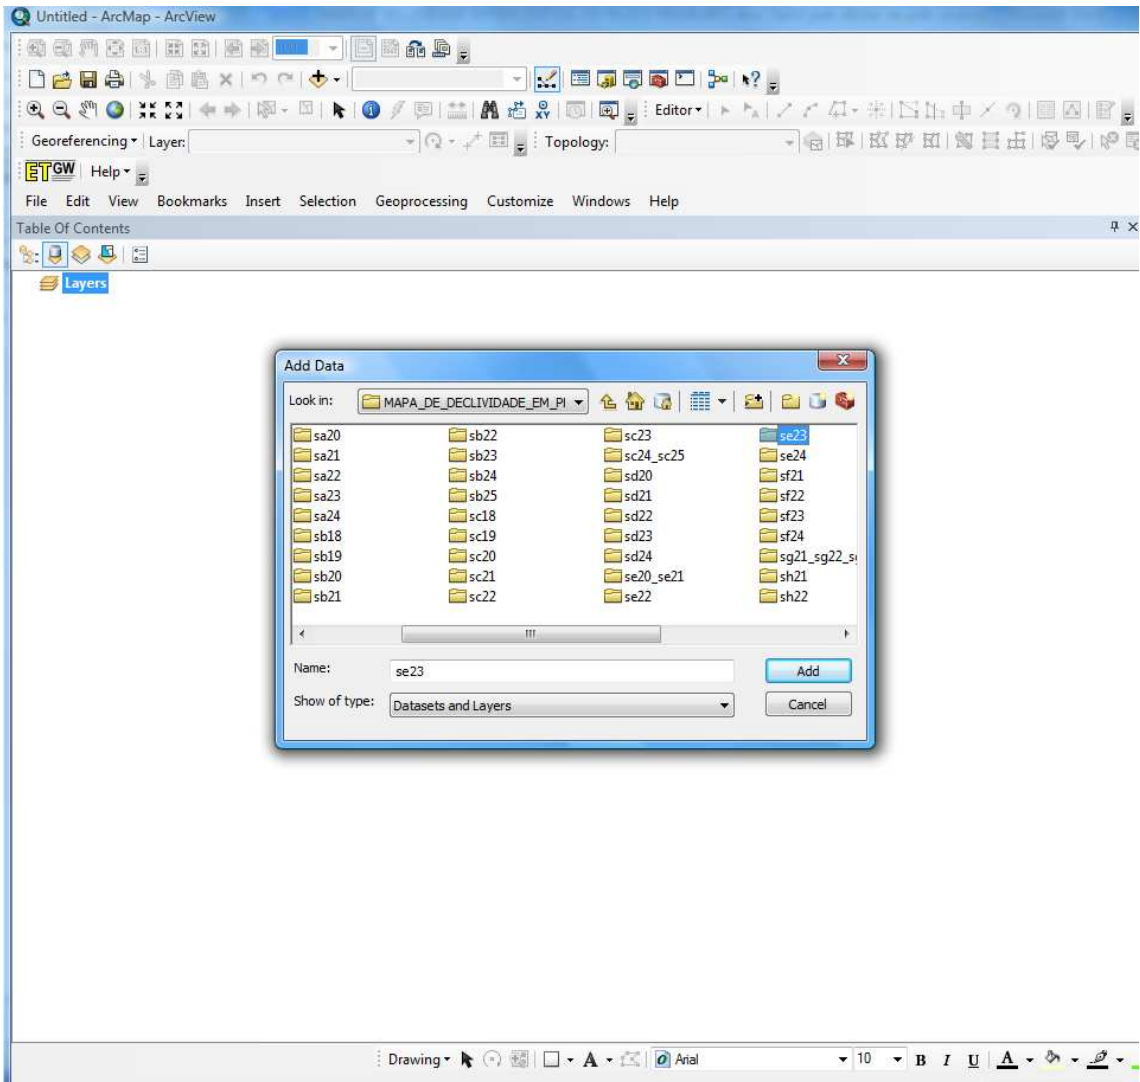 Untitled - ArcMap - ArcView
Editor
Georeferencing Layer: Topology:
ET GW Help
File Edit View Bookmarks Insert Selection Geoprocessing Customize Windows Help
Table Of Contents
Layers
Add Data
Look in: MAPA_DE_DECLIVIDADE_EM_PI
sa20 sb22 sc23 se23
sa21 sb23 sc24_sc25 se24
sa22 sb24 sd20 sf21
sa23 sb25 sd21 sf22
sa24 sc18 sd22 sf23
sb18 sc19 sd23 sf24
sb19 sc20 sd24 sg21_sg22_s
sb20 sc21 se20_se21 sh21
sb21 sc22 se22 sh22
Name: se23 Add
Show of type: Datasets and Layers Cancel
Drawing A Arial 10 B I U A